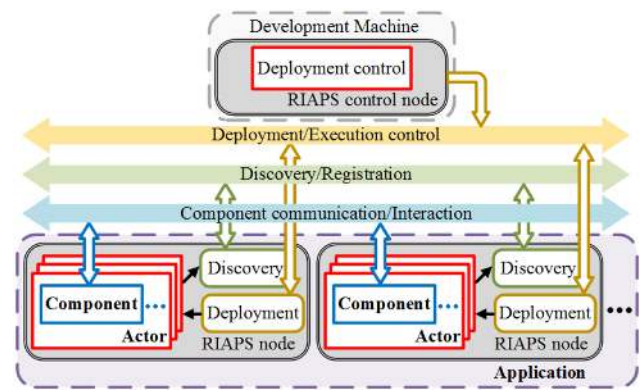 Development Machine
Deployment control
RIAPS control node
Deployment/Execution control
Discovery/Registration
Component communication/Interaction
Discovery
Component ...
Deployment
Actor
RIAPS node
Discovery
Component ...
Deployment
Actor
RIAPS node
...
Application